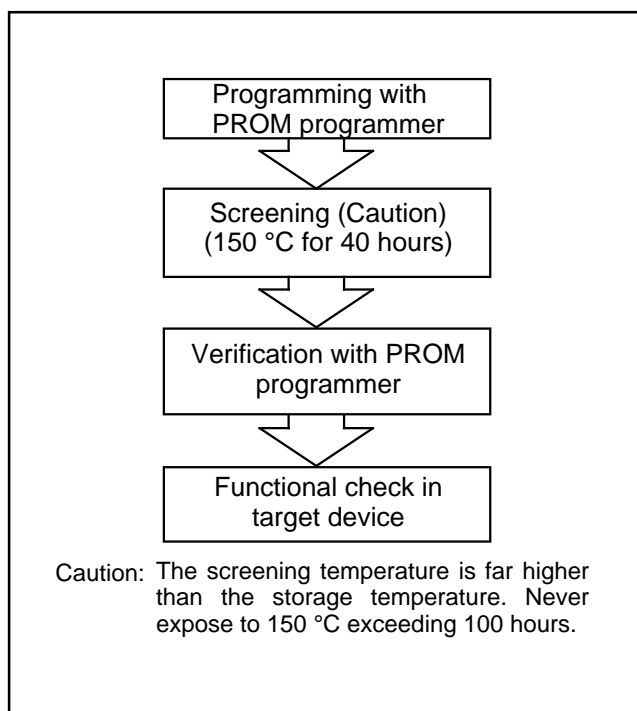 Programming with
PROM programmer
Screening (Caution)
(150 °C for 40 hours)
Verification with PROM
programmer
Functional check in
target device
Caution: The screening temperature is far higher
than the storage temperature. Never
expose to 150 °C exceeding 100 hours.